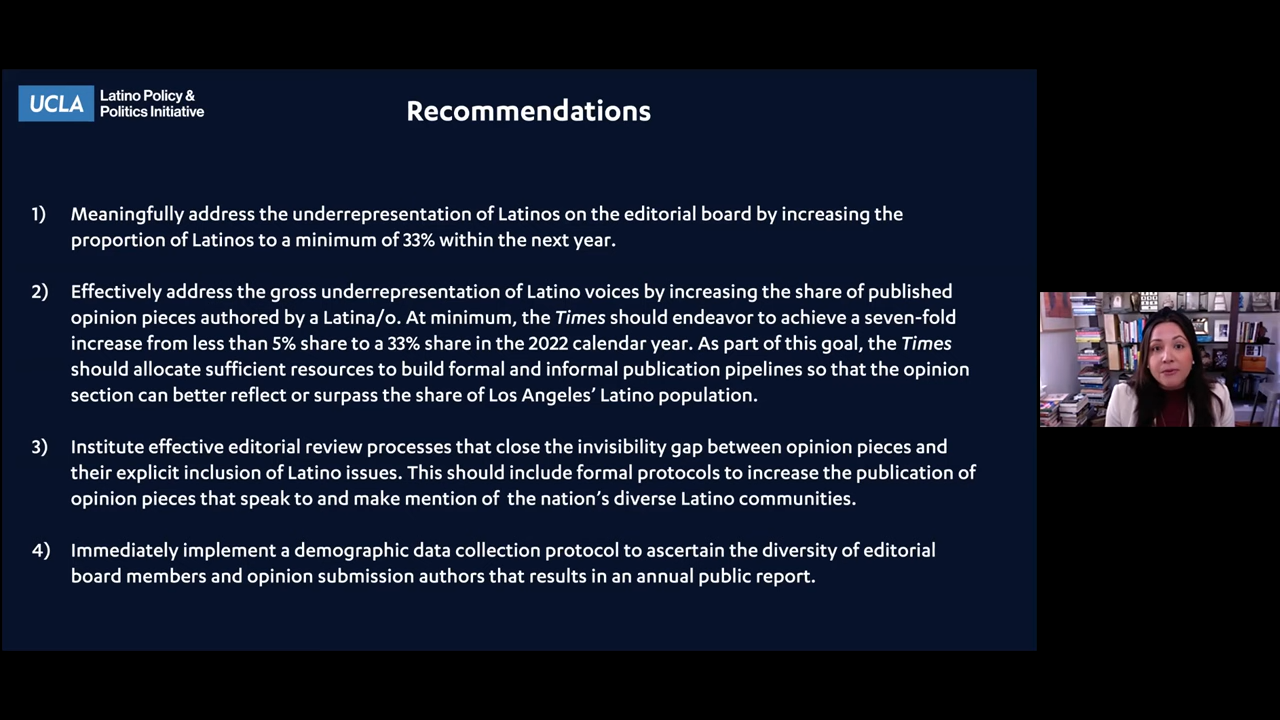 UCLA
Latino Policy &
Politics Initiative
Recommendations
1) Meaningfully address the underrepresentation of Latinos on the editorial board by increasing the
proportion of Latinos to a minimum of 33% within the next year.
2) Effectively address the gross underrepresentation of Latino voices by increasing the share of published
opinion pieces authored by a Latina/o. At minimum, the Times should endeavor to achieve a seven-fold
increase from less than 5% share to a 33% share in the 2022 calendar year. As part of this goal, the Times
should allocate sufficient resources to build formal and informal publication pipelines so that the opinion
section can better reflect or surpass the share of Los Angeles’ Latino population.
3) Institute effective editorial review processes that close the invisibility gap between opinion pieces and
their explicit inclusion of Latino issues. This should include formal protocols to increase the publication of
opinion pieces that speak to and make mention of the nation’s diverse Latino communities.
4) Immediately implement a demographic data collection protocol to ascertain the diversity of editorial
board members and opinion submission authors that results in an annual public report.